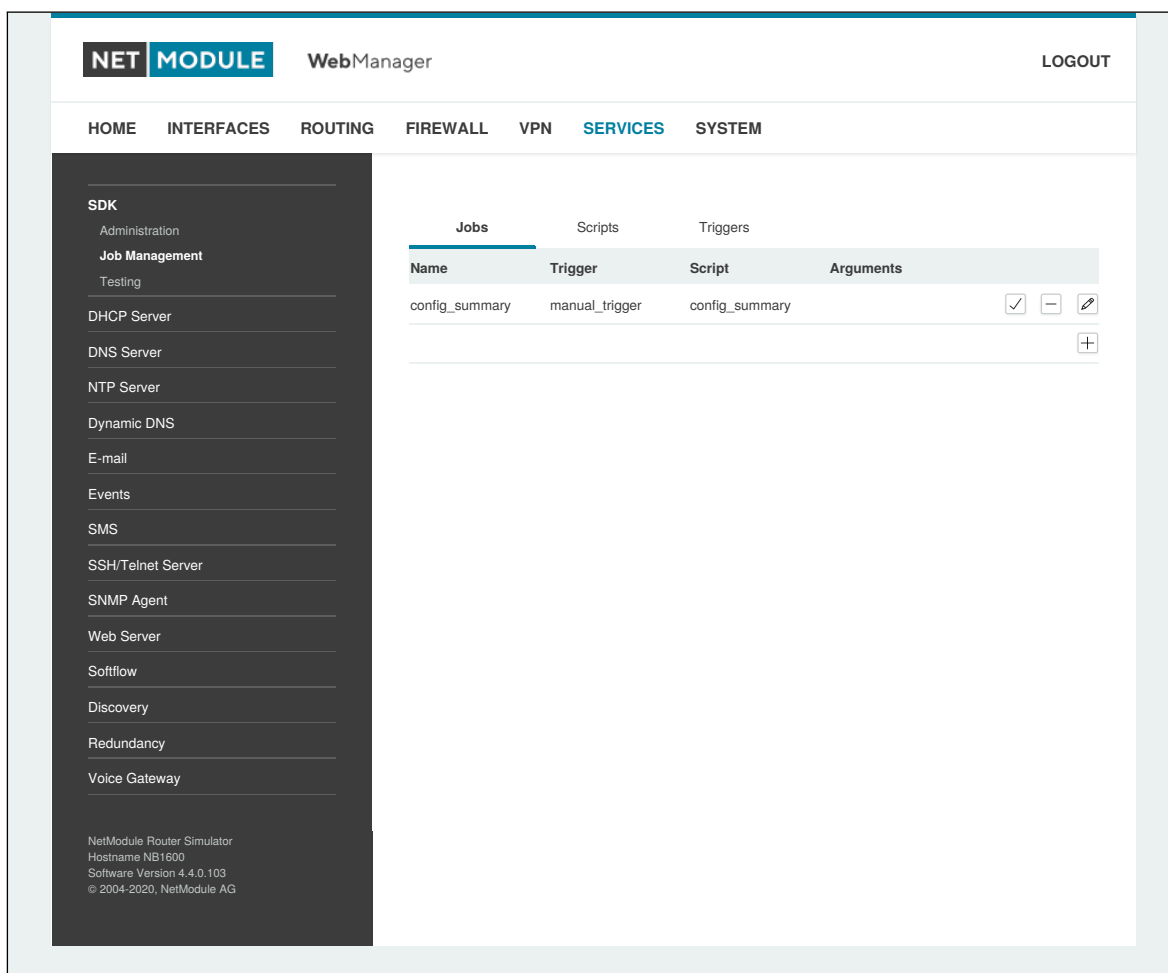 NET MODULE WebManager LOGOUT
HOME INTERFACES ROUTING FIREWALL VPN SERVICES SYSTEM
SDK
Administration
Job Management
Testing
DHCP Server
DNS Server
NTP Server
Dynamic DNS
E-mail
Events
SMS
SSH/Telnet Server
SNMP Agent
Web Server
Softflow
Discovery
Redundancy
Voice Gateway
NetModule Router Simulator
Hostname NB1600
Software Version 4.4.0.103
© 2004-2020, NetModule AG
Jobs Scripts Triggers
Name Trigger Script Arguments
config_summary manual_trigger config_summary